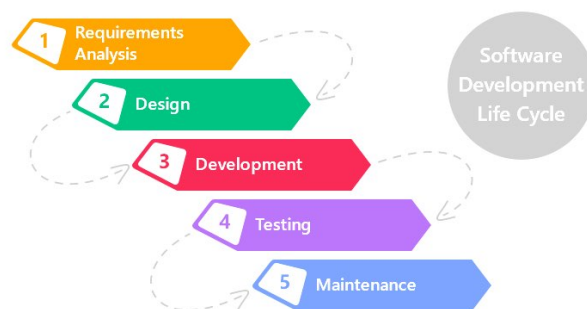 1
Requirements
Analysis
2
Design
3
Development
4
Testing
5
Maintenance
Software
Development
Life Cycle